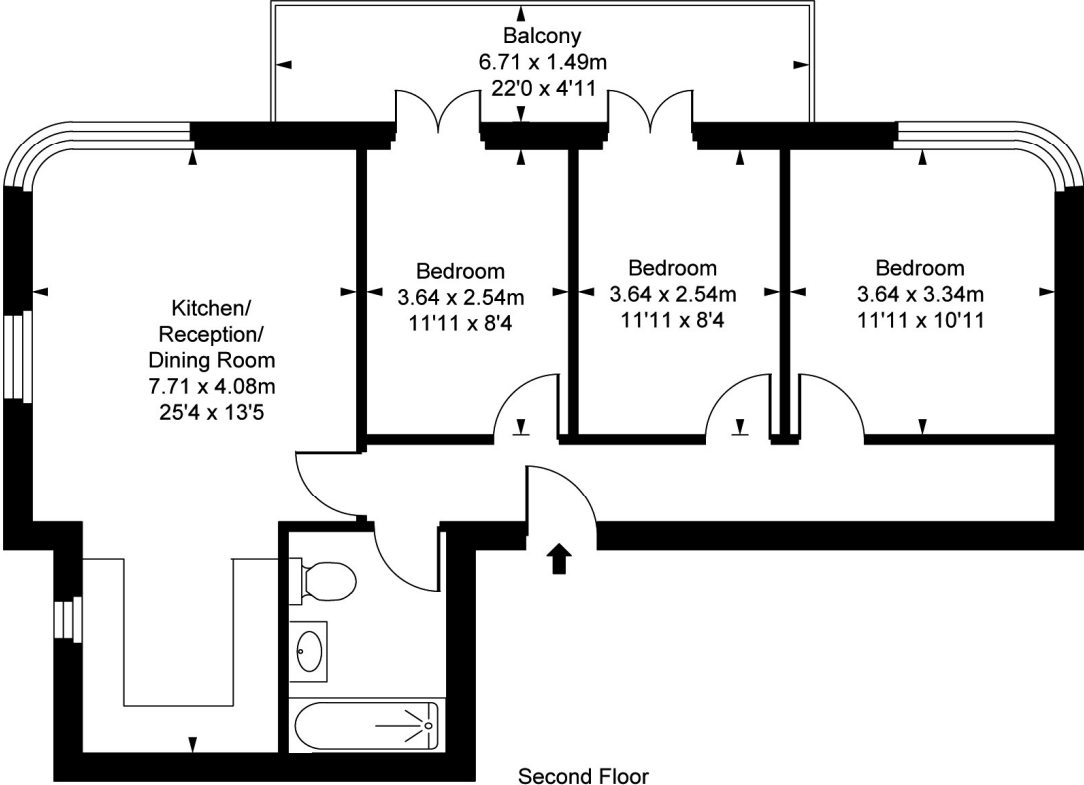 Balcony
6.71 x 1.49m
22'0 x 4'11
Kitchen/
Reception/
Dining Room
7.71 x 4.08m
25'4 x 13'5
Bedroom
3.64 x 2.54m
11'11 x 8'4
Bedroom
3.64 x 2.54m
11'11 x 8'4
Bedroom
3.64 x 3.34m
11'11 x 10'11
Second Floor